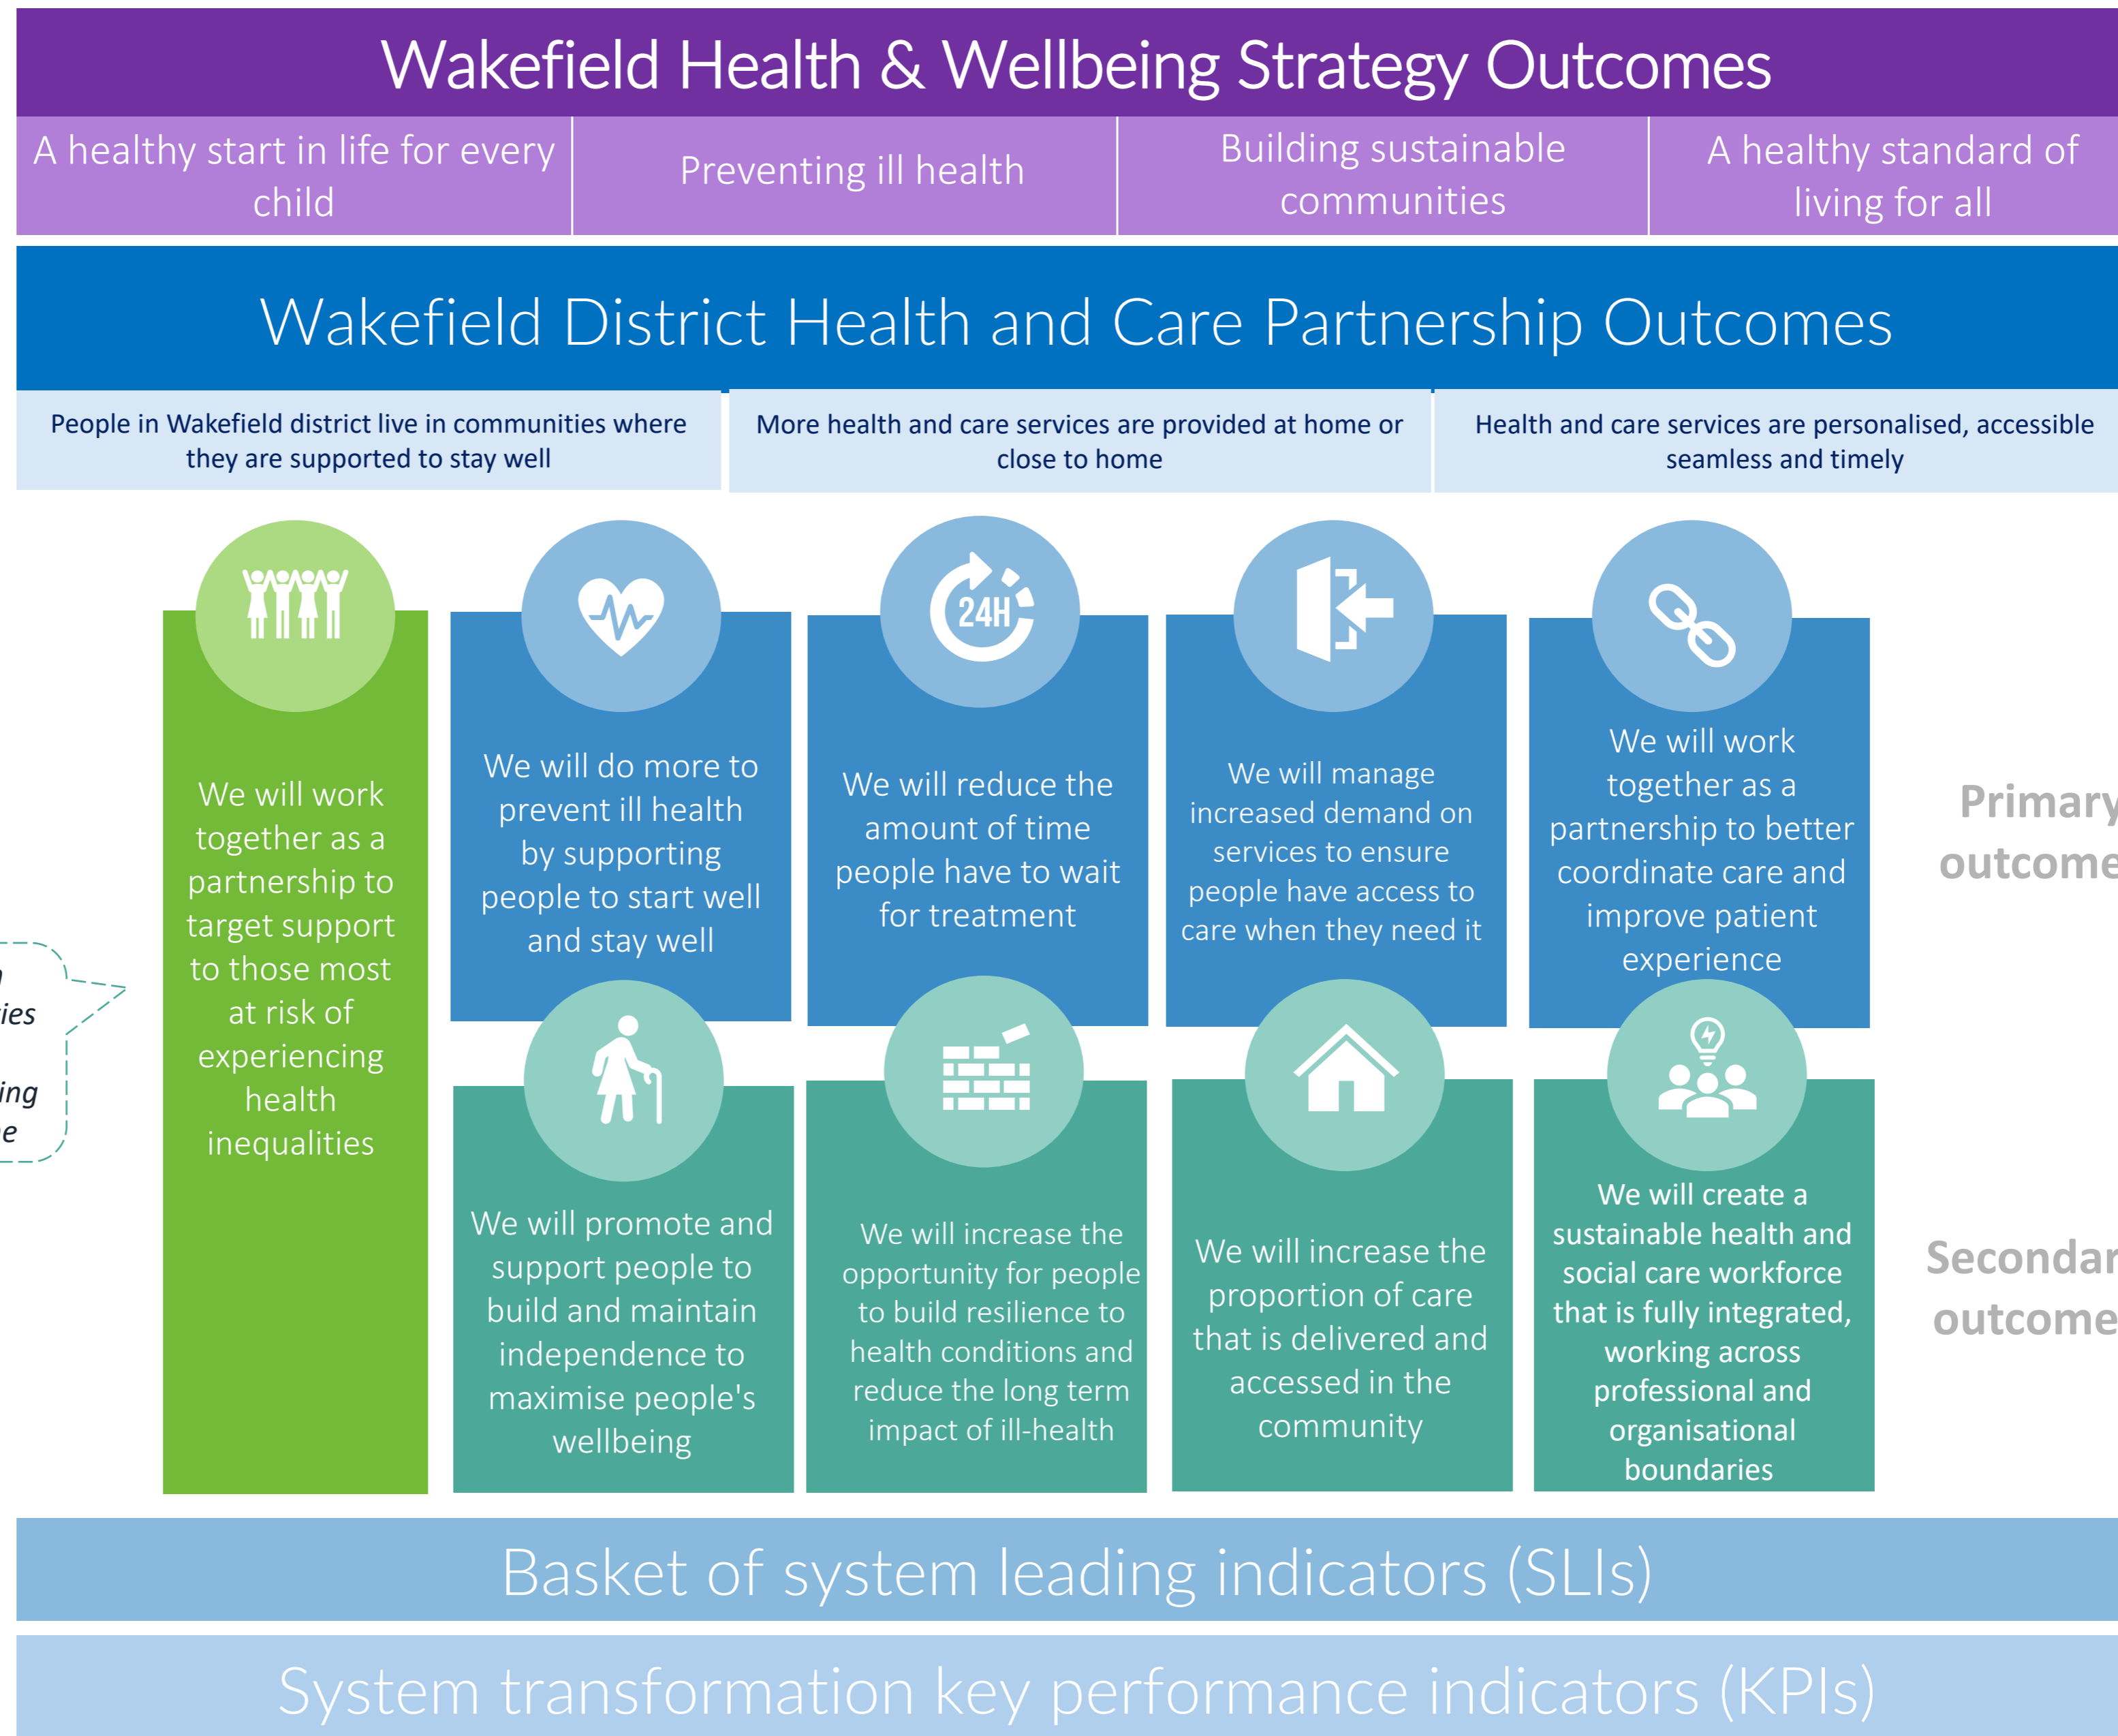 Wakefield Health & Wellbeing Strategy Outcomes
A healthy start in life for every
child
Preventing ill health
Building sustainable
communities
A healthy standard of
living for all
Wakefield District Health and Care Partnership Outcomes
People in Wakefield district live in communities where
they are supported to stay well
More health and care services are provided at home or
close to home
Health and care services are personalised, accessible
seamless and timely
We will work
together as a
partnership to
target support
to those most
at risk of
experiencing
health
inequalities
We will do more to
prevent ill health
by supporting
people to start well
and stay well
24H
We will reduce the
amount of time
people have to wait
for treatment
We will manage
increased demand on
services to ensure
people have access to
care when they need it
We will work
together as a
partnership to better
coordinate care and
improve patient
experience
Primary
outcome
We will promote and
support people to
build and maintain
independence to
maximise people's
wellbeing
We will increase the
opportunity for people
to build resilience to
health conditions and
reduce the long term
impact of ill-health
We will increase the
proportion of care
that is delivered and
accessed in the
community
We will create a
sustainable health and
social care workforce
that is fully integrated,
working across
professional and
organisational
boundaries
Secondar
outcome
Basket of system leading indicators (SLIs)
System transformation key performance indicators (KPIs)